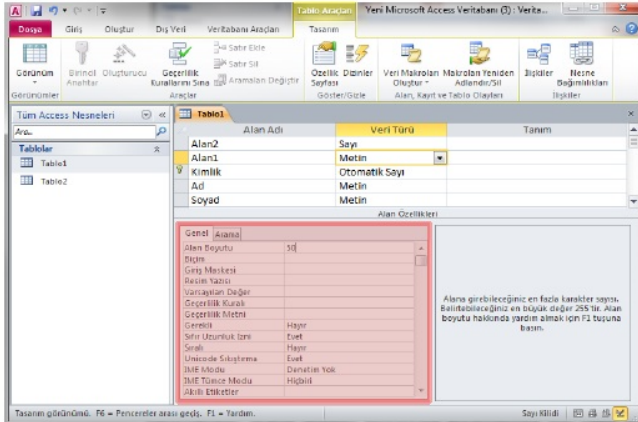 Tablo Araçları Yeni Microsoft Access Veritabanı (3) : Verita...
Dosya Giriş Oluştur Dış Veri Veritabanı Araçları Tasarım
Görünüm
Birincil Anahtar
Oluşturucu
Geçerlilik Kurallarını Sına
Satır Ekle
Satır Sil
Aramaları Değiştir
Özellik Sayfası
Dizinler
Veri Makroları Oluştur
Makroları Yeniden Adlandır/Sil
İlişkiler
Nesne Bağımlılıkları
Görünümler Araçlar Göster/Gizle Alan, Kayıt ve Tablo Olayları İlişkiler
Tüm Access Nesneleri
Ara...
Tablolar
Table1
Table2
Tablo1
Alan Adı Veri Türü Tanım
Alan2 Sayı
Alan1 Metin
Kimlik Otomatik Sayı
Ad Metin
Soyad Metin
Alan Özellikleri
Genel Arama
Alan Boyutu 50
Biçim
Giriş Maskesi
Resim Yazısı
Varsayılan Değer
Geçerlilik Kuralı
Geçerlilik Metni
Gerekli Hayır
Sıfır Uzunluk İzni Evet
Sıralı Hayır
Unicode Sıkıştırma Evet
IME Modu Denetim Yok
IME Tümce Modu Hiçbiri
Akıllı Etiketler
Alana girebileceğiniz en fazla karakter sayısı.
Belirtebileceğiniz en büyük değer 255'tir. Alan
boyutu hakkında yardım almak için F1 tuşuna
basın.
Tasarım görünümü. F6 = Pencereler arası geçiş. F1 = Yardım. Sayı Kilidi